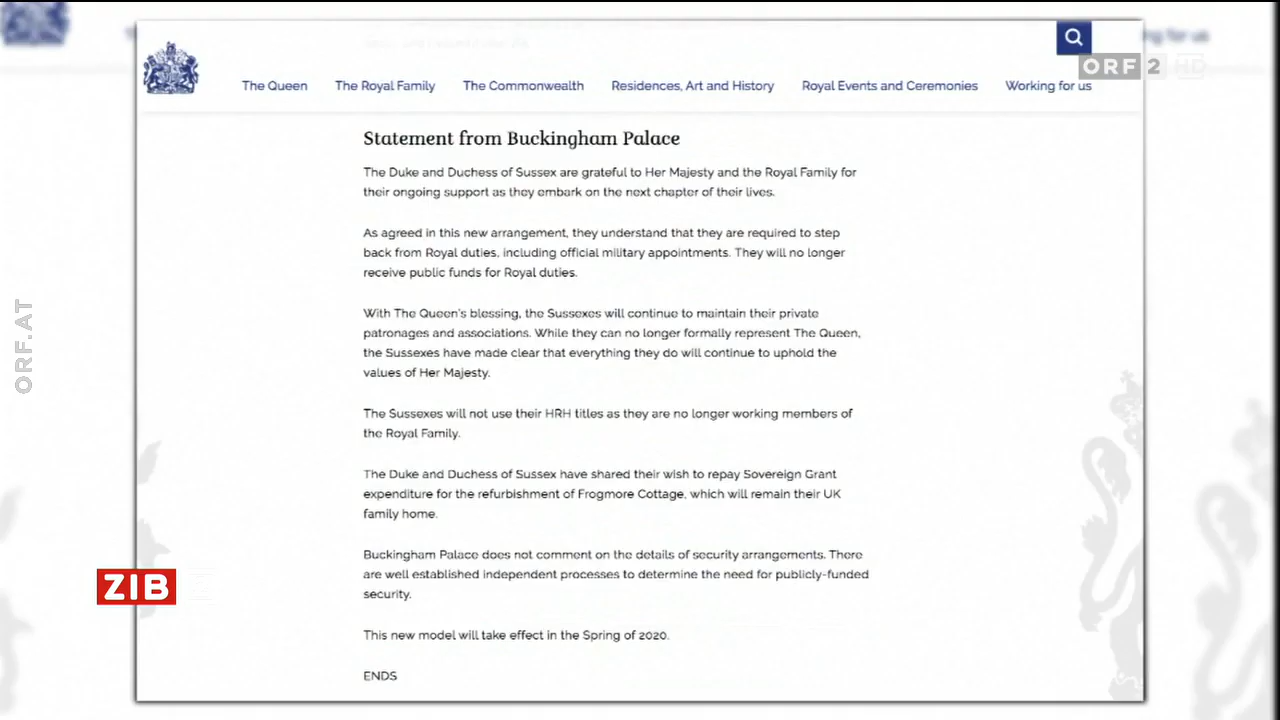 ng for us
ORF 2 HD
The Queen The Royal Family The Commonwealth Residences, Art and History Royal Events and Ceremonies Working for us
Statement from Buckingham Palace
The Duke and Duchess of Sussex are grateful to Her Majesty and the Royal Family for
their ongoing support as they embark on the next chapter of their lives.
As agreed in this new arrangement, they understand that they are required to step
back from Royal duties, including official military appointments. They will no longer
receive public funds for Royal duties.
With The Queen's blessing, the Sussexes will continue to maintain their private
patronages and associations. While they can no longer formally represent The Queen,
the Sussexes have made clear that everything they do will continue to uphold the
values of Her Majesty.
The Sussexes will not use their HRH titles as they are no longer working members of
the Royal Family.
The Duke and Duchess of Sussex have shared their wish to repay Sovereign Grant
expenditure for the refurbishment of Frogmore Cottage, which will remain their UK
family home.
Buckingham Palace does not comment on the details of security arrangements. There
are well established independent processes to determine the need for publicly-funded
security.
This new model will take effect in the Spring of 2020.
ENDS
ORF.AT
ZIB